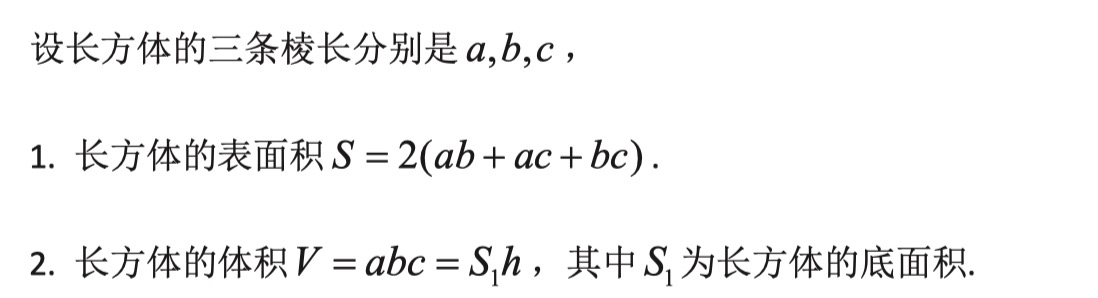 设长方体的三条棱长分别是 a,b,c ，
1. 长方体的表面积 S = 2(ab + ac + bc) .
2. 长方体的体积 V = abc = S₁h ，其中 S₁ 为长方体的底面积.